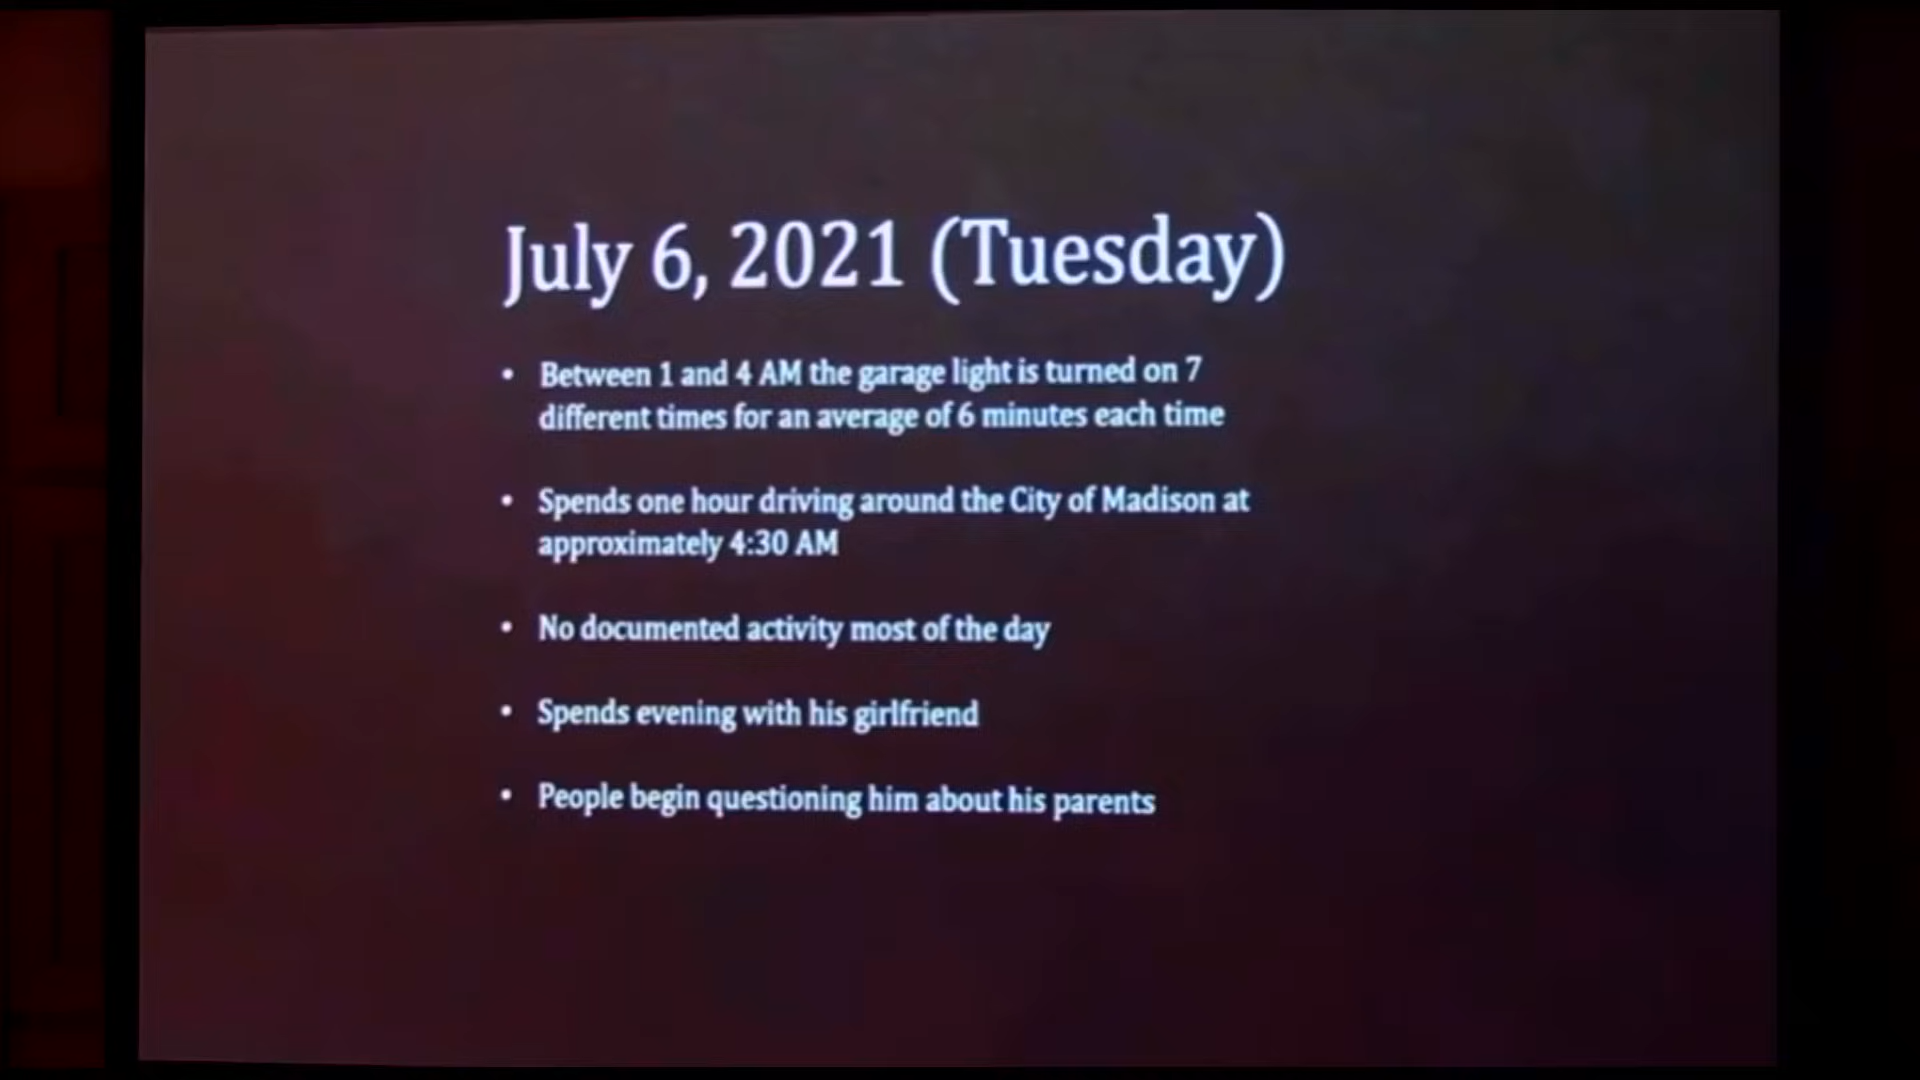 July 6, 2021 (Tuesday)
• Between 1 and 4 AM the garage light is turned on 7
different times for an average of 6 minutes each time
• Spends one hour driving around the City of Madison at
approximately 4:30 AM
• No documented activity most of the day
• Spends evening with his girlfriend
• People begin questioning him about his parents